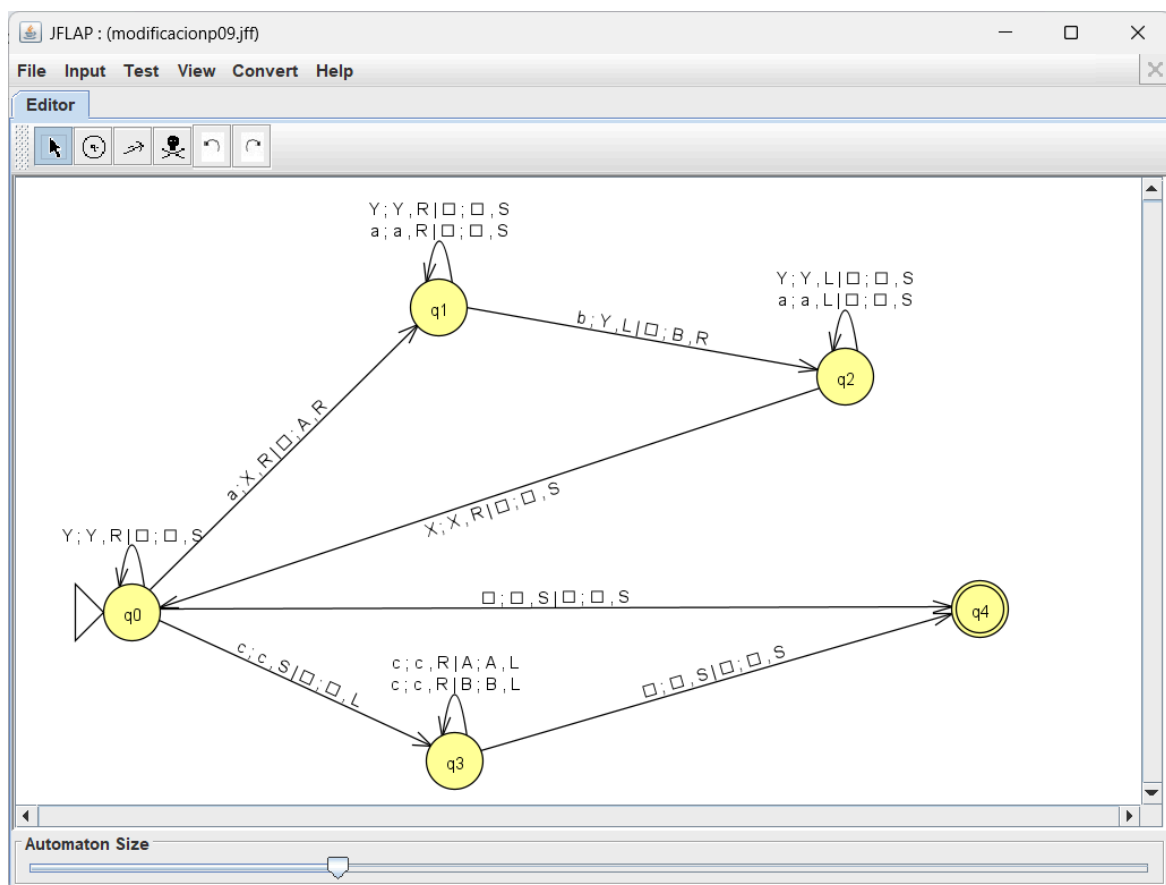 JFLAP : (modificacionp09.jff)
File Input Test View Convert Help
Editor
Y ; Y , R | □ ; □ , S
a ; a , R | □ ; □ , S
q1
Y ; Y , L | □ ; □ , S
a ; a , L | □ ; □ , S
b ; Y , L | □ ; B , R
q2
a ; X , R | □ ; A , R
X ; X , R | □ ; □ , S
Y ; Y , R | □ ; □ , S
q0
□ ; □ , S | □ ; □ , S
q4
c ; c , S | □ ; □ , L
c ; c , R | A ; A , L
c ; c , R | B ; B , L
□ ; □ , S | □ ; □ , S
q3
Automaton Size